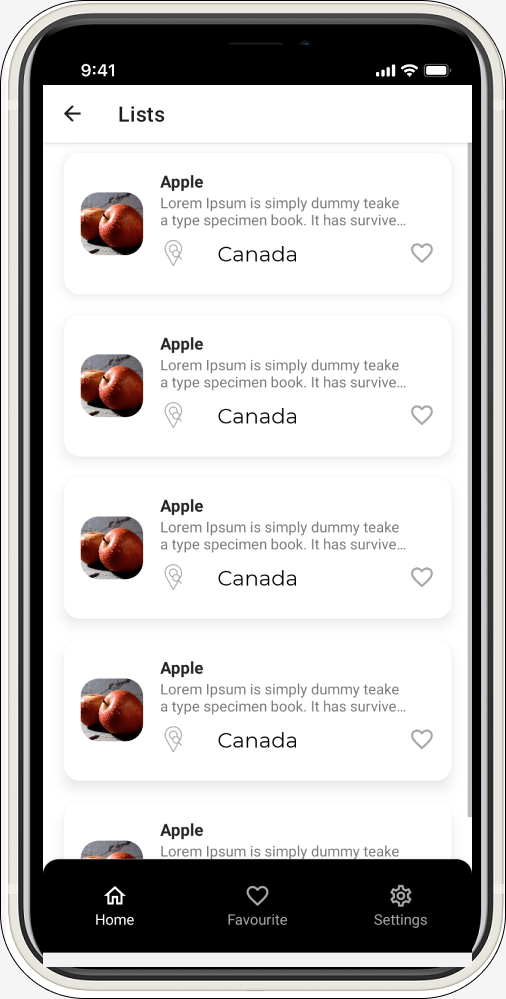 9:41
Lists
Apple
Lorem Ipsum is simply dummy teake
a type specimen book. It has survive...
Canada
Apple
Lorem Ipsum is simply dummy teake
a type specimen book. It has survive...
Canada
Apple
Lorem Ipsum is simply dummy teake
a type specimen book. It has survive...
Canada
Apple
Lorem Ipsum is simply dummy teake
a type specimen book. It has survive...
Canada
Apple
Lorem Ipsum is simply dummy teake
Home Favourite Settings